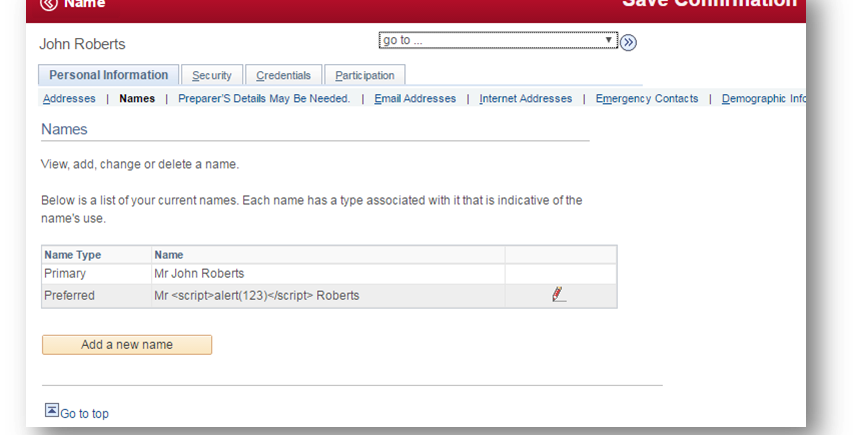 Name
Save Confirmation
John Roberts
go to ...
Personal Information Security Credentials Participation
Addresses | Names | Preparer'S Details May Be Needed. | Email Addresses | Internet Addresses | Emergency Contacts | Demographic Info
Names
View, add, change or delete a name.
Below is a list of your current names. Each name has a type associated with it that is indicative of the
name's use.
Name Type Name
Primary Mr John Roberts
Preferred Mr <script>alert(123)</script> Roberts
Add a new name
Go to top